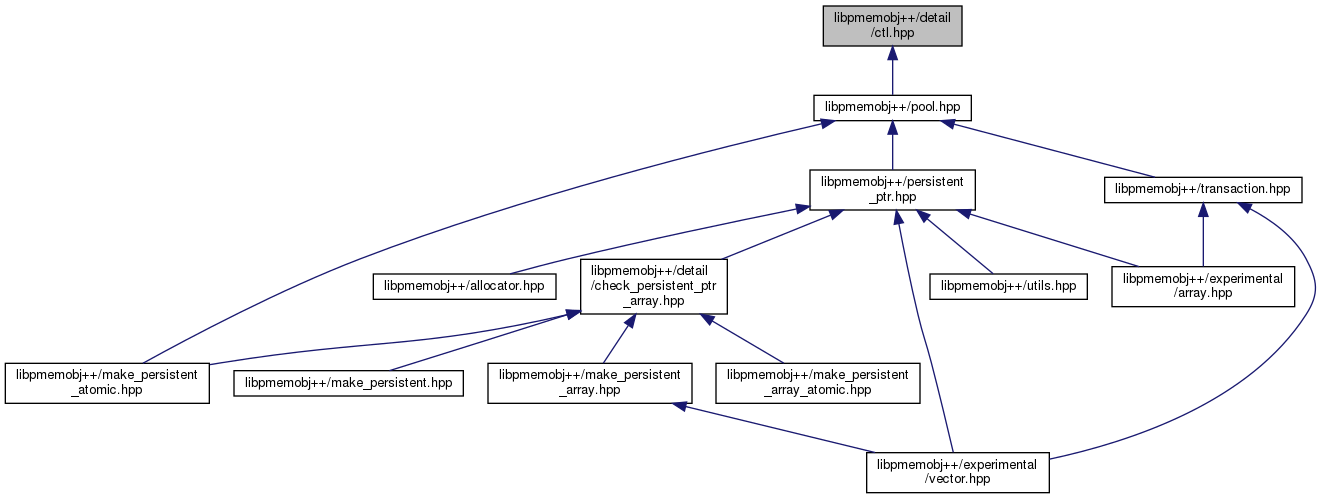 libpmemobj++/detail
/ctl.hpp
libpmemobj++/pool.hpp
libpmemobj++/persistent
_ptr.hpp
libpmemobj++/transaction.hpp
libpmemobj++/allocator.hpp
libpmemobj++/detail
/check_persistent_ptr
_array.hpp
libpmemobj++/utils.hpp
libpmemobj++/experimental
/array.hpp
libpmemobj++/make_persistent
_atomic.hpp
libpmemobj++/make_persistent.hpp
libpmemobj++/make_persistent
_array.hpp
libpmemobj++/make_persistent
_array_atomic.hpp
libpmemobj++/experimental
/vector.hpp